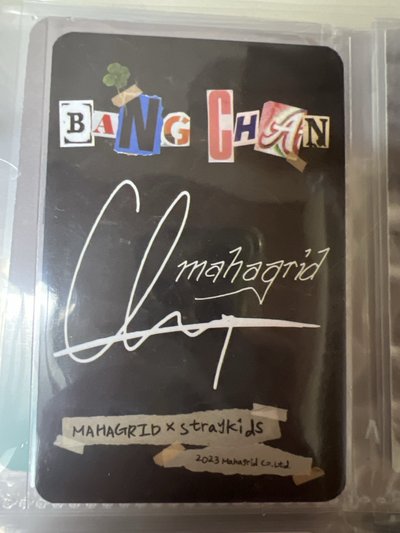 BANG CHAN
mahagrid
MAHAGRID x straykids
2023 Mahagrid Co.Ltd.